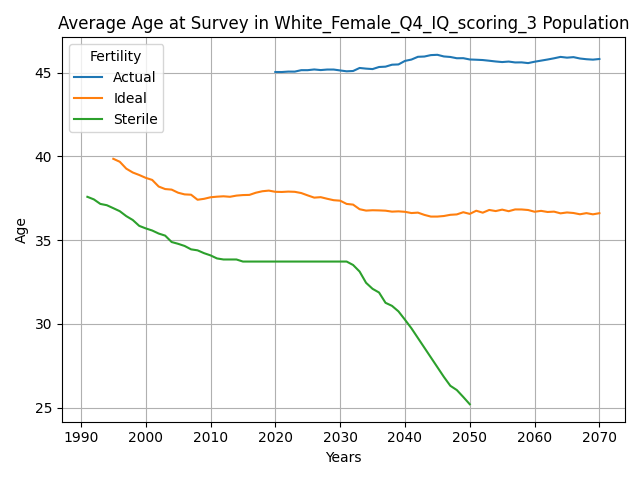 Average Age at Survey in White_Female_Q4_IQ_scoring_3 Population
Fertility
Actual
Ideal
Sterile
45
40
35
30
25
Age
1990 2000 2010 2020 2030 2040 2050 2060 2070
Years